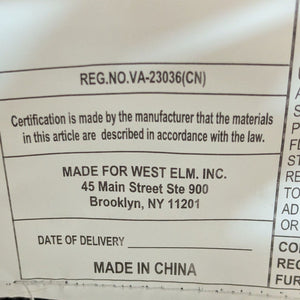 REG.NO.VA-23036(CN)
Certification is made by the manufacturer that the materials
in this article are described in accordance with the law.
MADE FOR WEST ELM. INC.
45 Main Street Ste 900
Brooklyn, NY 11201
DATE OF DELIVERY
MADE IN CHINA